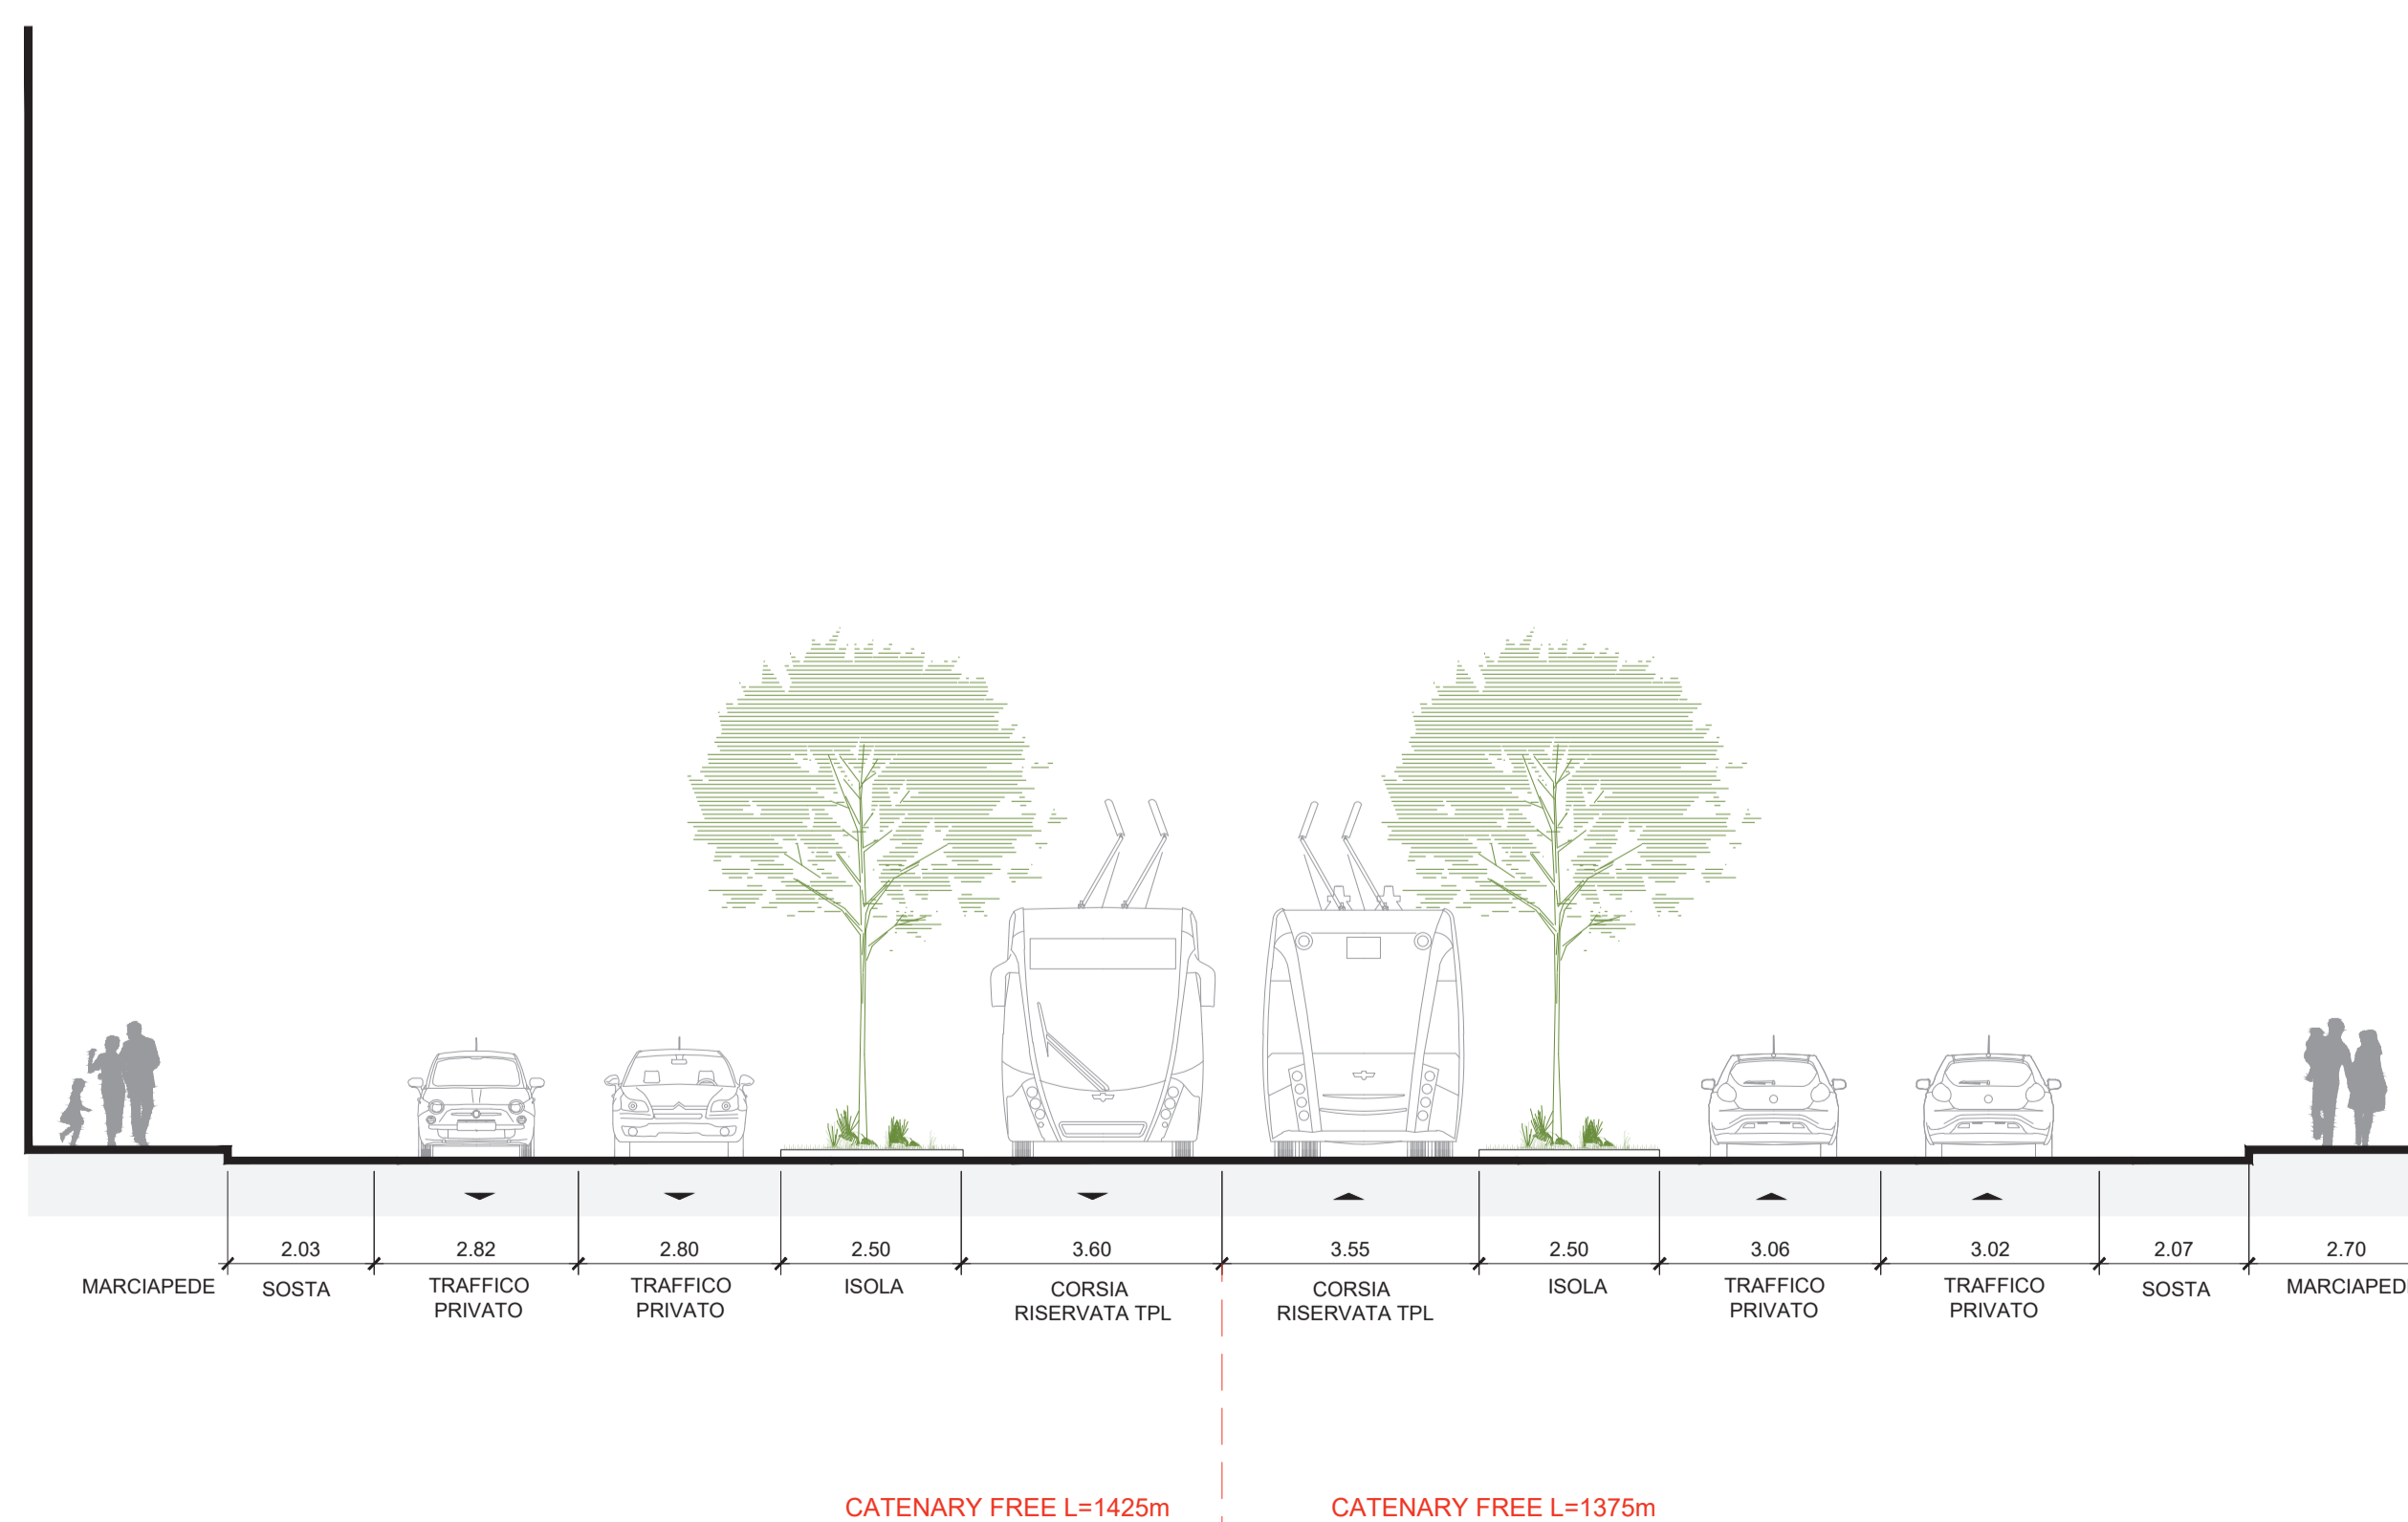 2.03 2.82 2.80 2.50 3.60 3.55 2.50 3.06 3.02 2.07 2.70
MARCIAPEDE
SOSTA
TRAFFICO
PRIVATO
TRAFFICO
PRIVATO
ISOLA
CORSIA
RISERVATA TPL
CORSIA
RISERVATA TPL
ISOLA
TRAFFICO
PRIVATO
TRAFFICO
PRIVATO
SOSTA
MARCIAPED
CATENARY FREE L=1425m
CATENARY FREE L=1375m